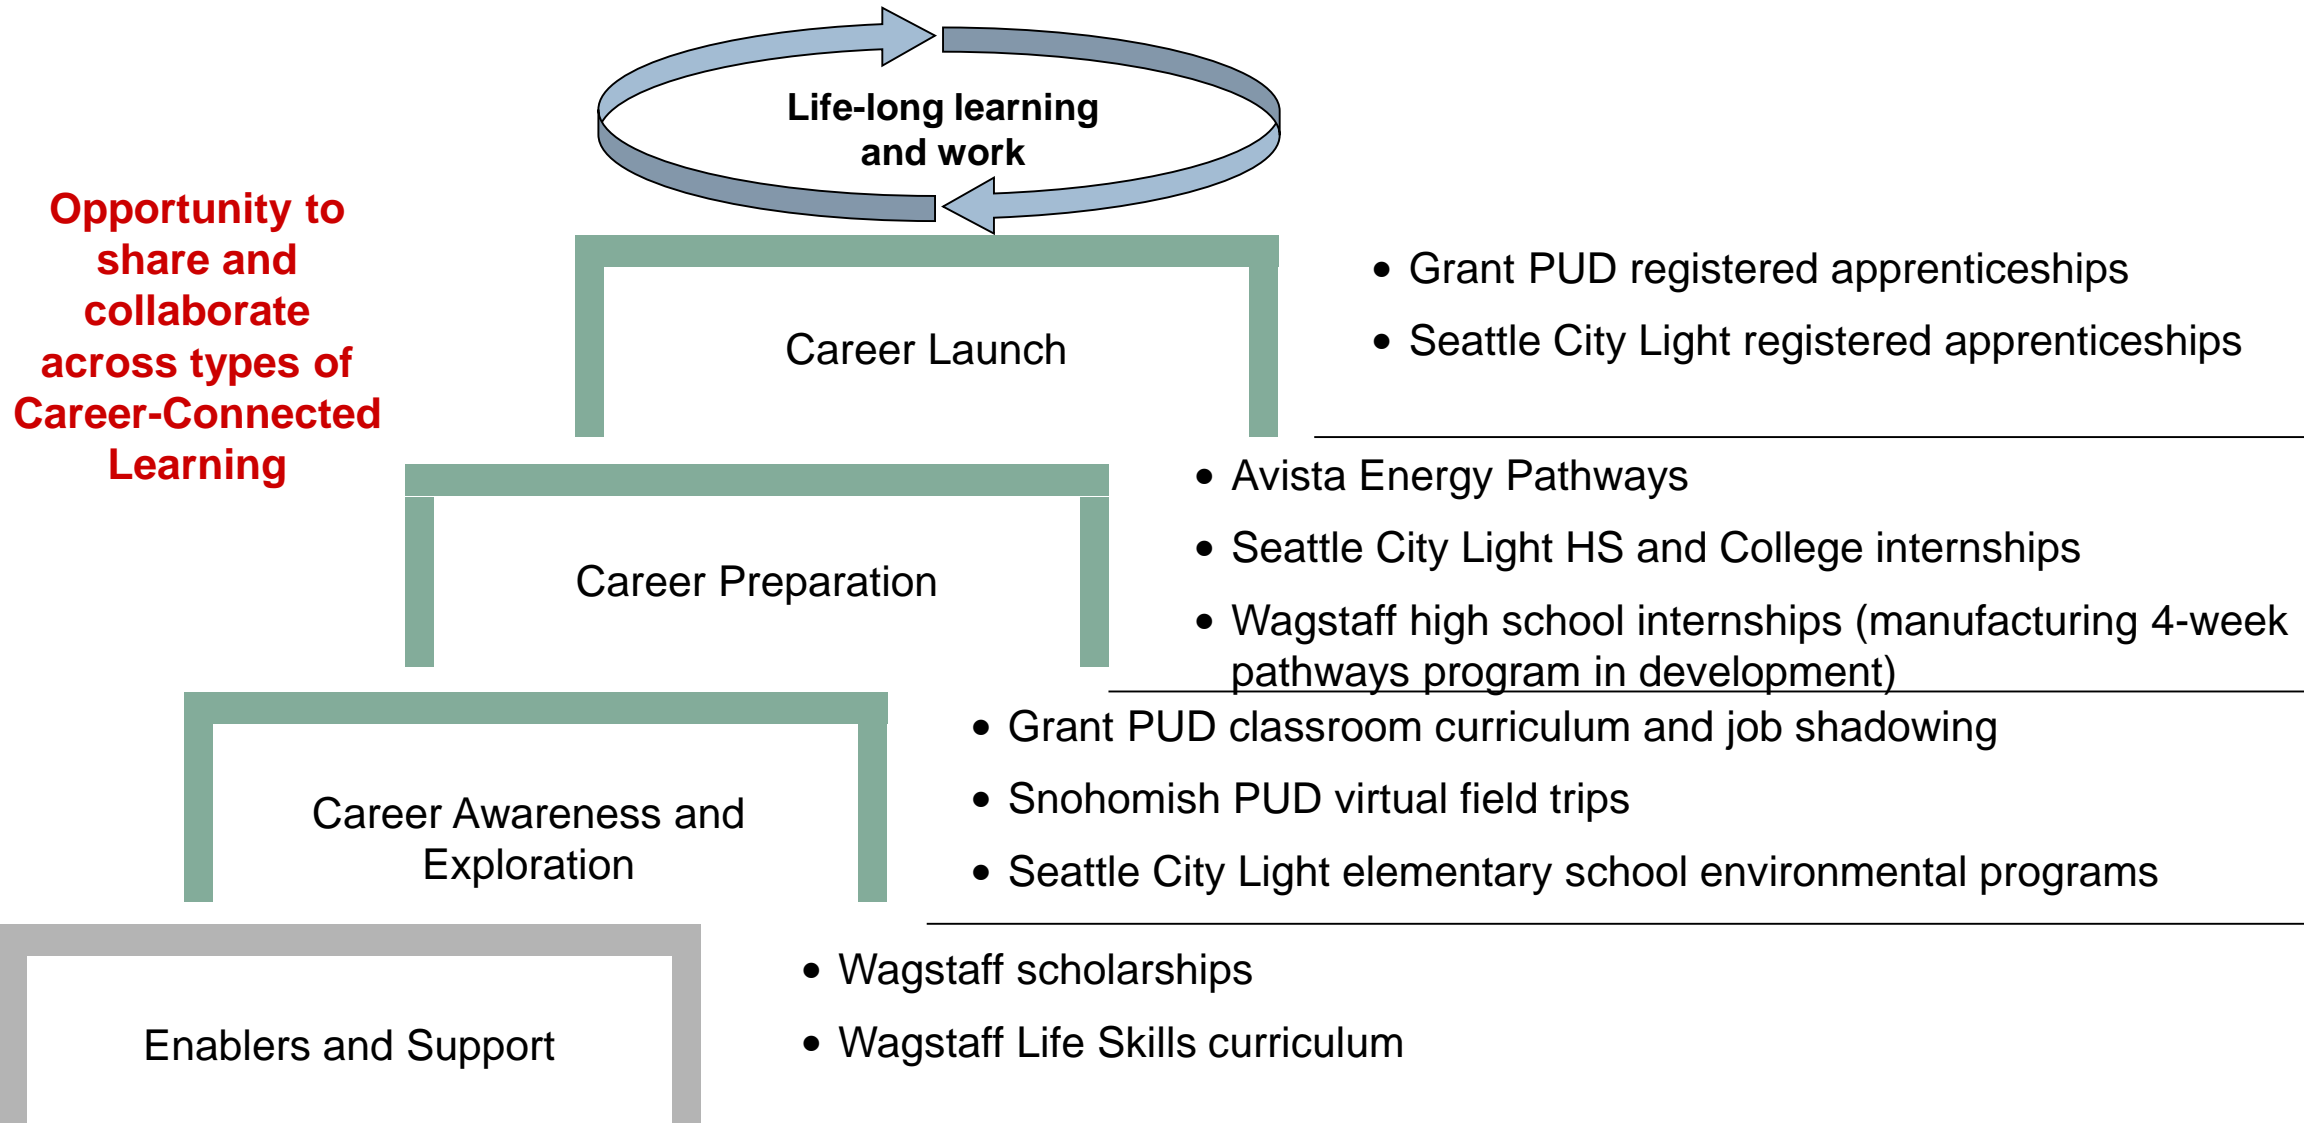 Life-long learning
and work
Opportunity to
share and
collaborate
across types of
Career-Connected
Learning
Career Launch
• Grant PUD registered apprenticeships
• Seattle City Light registered apprenticeships
Career Preparation
• Avista Energy Pathways
• Seattle City Light HS and College internships
• Wagstaff high school internships (manufacturing 4-week
pathways program in development)
Career Awareness and
Exploration
• Grant PUD classroom curriculum and job shadowing
• Snohomish PUD virtual field trips
• Seattle City Light elementary school environmental programs
Enablers and Support
• Wagstaff scholarships
• Wagstaff Life Skills curriculum